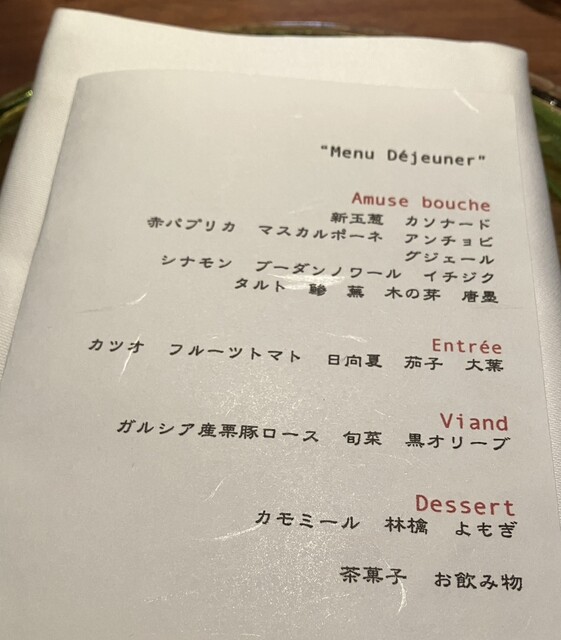 "Menu Déjeuner"
Amuse bouche
新玉葱 カソナード
赤パプリカ マスカルポーネ アンチョビ
グジェール
シナモン ブーダンノワール イチジク
タルト 鯵 蕪 木の芽 唐墨
Entrée
カツオ フルーツトマト 日向夏 茄子 大葉
Viand
ガルシア産栗豚ロース 旬菜 黒オリーブ
Dessert
カモミール 林檎 よもぎ
茶菓子 お飲み物